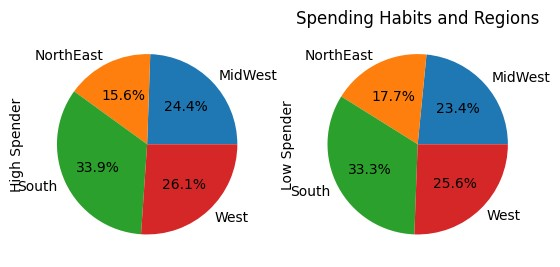 Spending Habits and Regions
High Spender
NorthEast
MidWest
15.6%
24.4%
33.9%
26.1%
South
West
Low Spender
NorthEast
MidWest
17.7%
23.4%
33.3%
25.6%
South
West